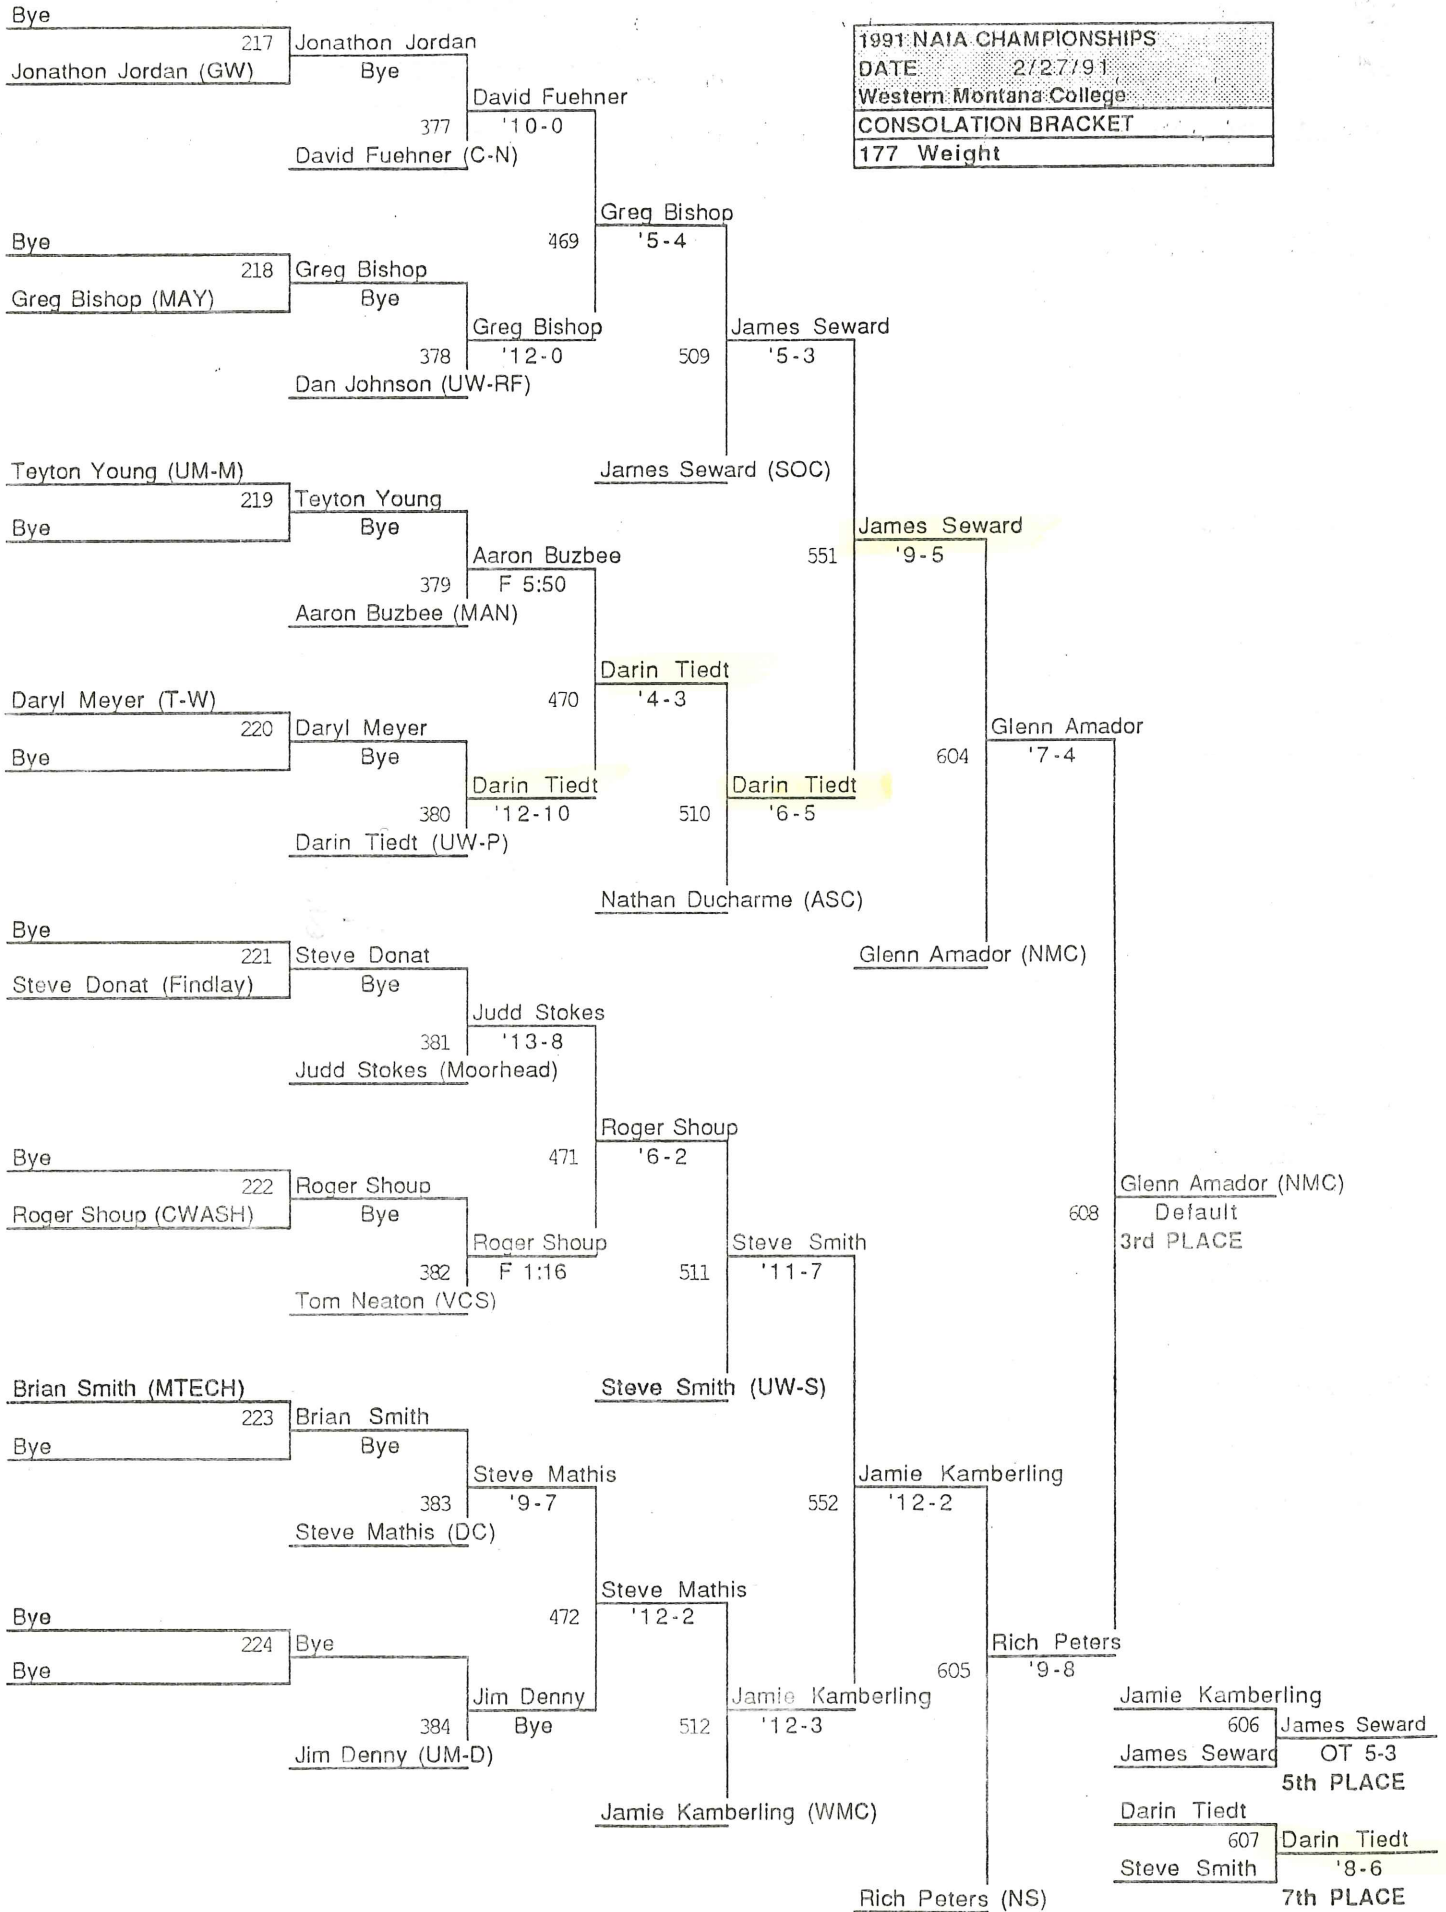 Bye
217
Jonathon Jordan
Jonathon Jordan (GW)
Bye
David Fuehner
377
'10-0
David Fuehner (C-N)
1991 NAIA CHAMPIONSHIPS
DATE 2/27/91
Western Montana College
CONSOLATION BRACKET
177 Weight
Greg Bishop
469
'5-4
Bye
218
Greg Bishop
Greg Bishop (MAY)
Bye
Greg Bishop
378
'12-0
Dan Johnson (UW-RF)
James Seward
509
'5-3
James Seward (SOC)
Teyton Young (UM-M)
219
Teyton Young
Bye
Bye
Aaron Buzbee
379
F 5:50
Aaron Buzbee (MAN)
James Seward
551
'9-5
Darin Tiedt
470
'4-3
Daryl Meyer (T-W)
220
Daryl Meyer
Bye
Bye
Darin Tiedt
380
'12-10
Darin Tiedt (UW-P)
Darin Tiedt
510
'6-5
Nathan Ducharme (ASC)
Glenn Amador
604
'7-4
Glenn Amador (NMC)
Bye
221
Steve Donat
Steve Donat (Findlay)
Bye
Judd Stokes
381
'13-8
Judd Stokes (Moorhead)
Roger Shoup
471
'6-2
Bye
222
Roger Shoup
Roger Shoup (CWASH)
Bye
Roger Shoup
382
F 1:16
Tom Neaton (VCS)
Steve Smith
511
'11-7
Steve Smith (UW-S)
Glenn Amador (NMC)
608
Default
3rd PLACE
Brian Smith (MTECH)
223
Brian Smith
Bye
Bye
Steve Mathis
383
'9-7
Steve Mathis (DC)
Jamie Kamberling
552
'12-2
Steve Mathis
472
'12-2
Bye
224
Bye
Bye
Jim Denny
384
Bye
Jim Denny (UM-D)
Jamie Kamberling
512
'12-3
Jamie Kamberling (WMC)
Rich Peters
605
'9-8
Rich Peters (NS)
Jamie Kamberling
606
James Seward
James Seward
OT 5-3
5th PLACE
Darin Tiedt
607
Darin Tiedt
Steve Smith
'8-6
7th PLACE